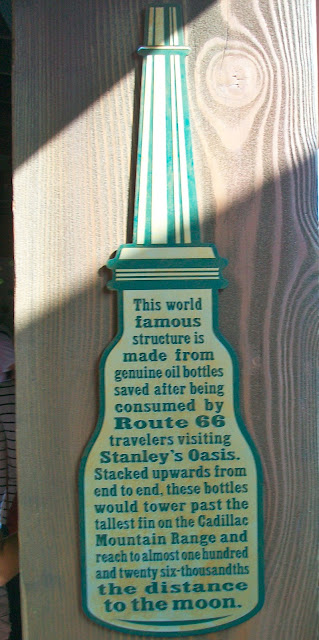 This world
famous
structure is
made from
genuine oil bottles
saved after being
consumed by
Route 66
travelers visiting
Stanley's Oasis.
Stacked upwards from
end to end, these bottles
would tower past the
tallest fin on the Cadillac
Mountain Range and
reach to almost one hundred
and twenty six-thousandths
the distance
to the moon.